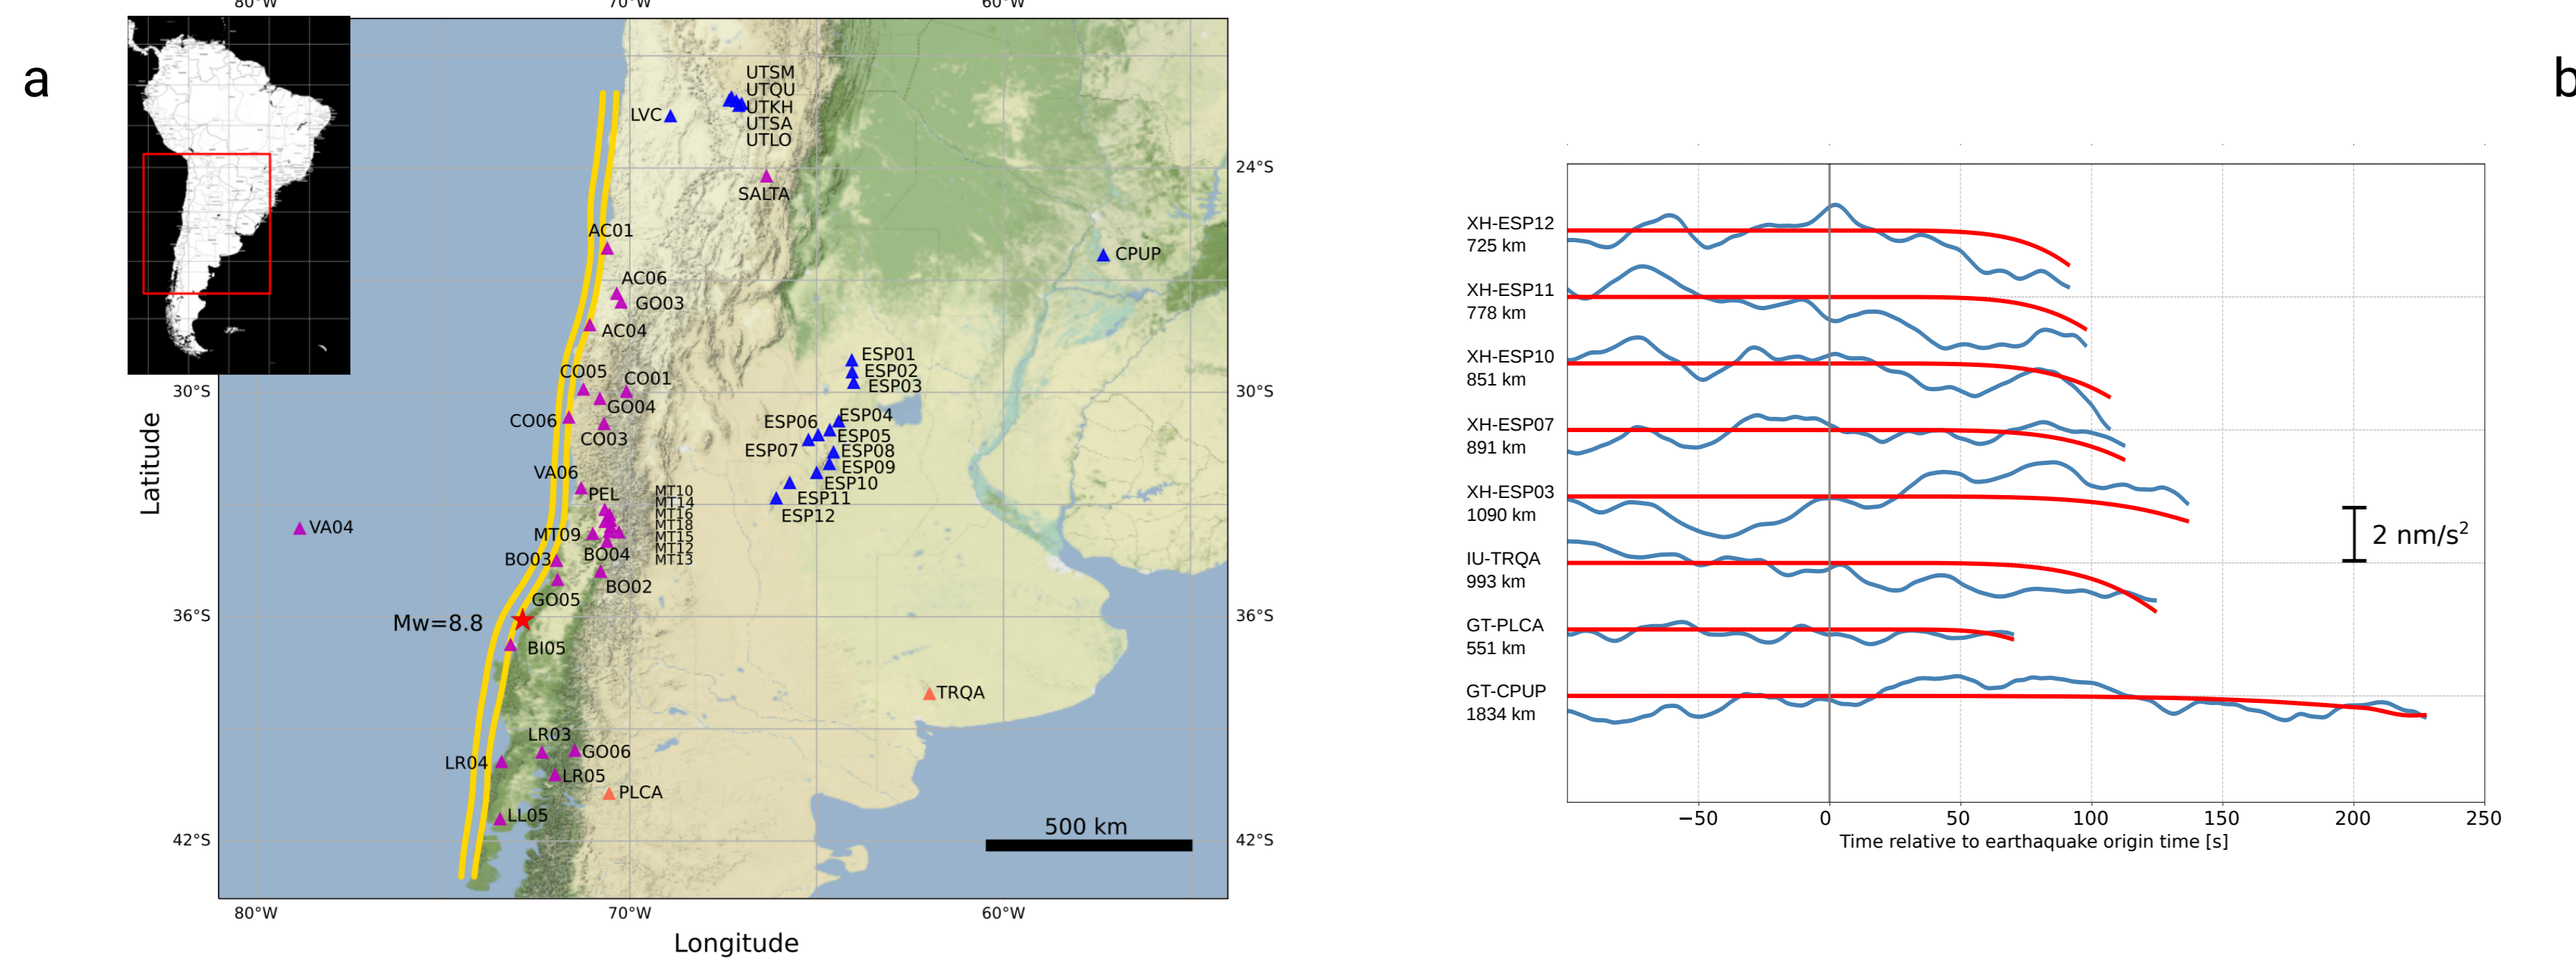 a
80°W
70°W
60°W
b
UTSM
UTQU
UTKH
UTSA
UTLO
LVC
24°S
SALTA
AC01
CPUP
AC06
GO03
AC04
ESP01
ESP02
ESP03
CO05
CO01
30°S
GO04
CO06
CO03
ESP06
ESP04
ESP05
ESP07
ESP08
ESP09
ESP10
ESP11
ESP12
VA06
PEL
MT10
MT14
MT16
MT18
MT15
MT12
MT13
VA04
MT09
BO03
BO04
BO02
GO05
36°S
36°S
Mw=8.8
BI05
TRQA
LR03
GO06
LR04
LR05
PLCA
LL05
500 km
42°S
42°S
80°W
70°W
60°W
Latitude
Longitude
XH-ESP12
725 km
XH-ESP11
778 km
XH-ESP10
851 km
XH-ESP07
891 km
XH-ESP03
1090 km
IU-TRQA
993 km
GT-PLCA
551 km
GT-CPUP
1834 km
2 nm/s²
−50
0
50
100
150
200
250
Time relative to earthaquake origin time [s]